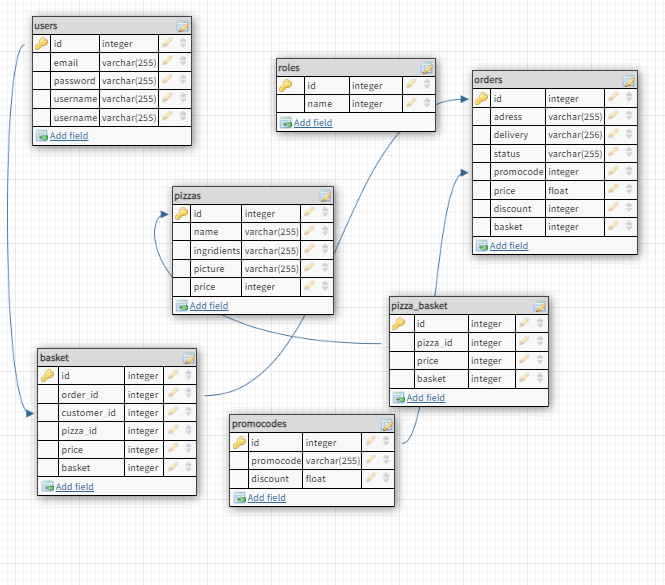 users
id integer
email varchar(255)
password varchar(255)
username varchar(255)
username varchar(255)
Add field
roles
id integer
name integer
Add field
orders
id integer
adress varchar(255)
delivery varchar(256)
status varchar(255)
promocode integer
price float
discount integer
basket integer
Add field
pizzas
id integer
name varchar(255)
ingridients varchar(255)
picture varchar(255)
price integer
Add field
pizza_basket
id integer
pizza_id integer
price integer
basket integer
Add field
basket
id integer
order_id integer
customer_id integer
pizza_id integer
price integer
basket integer
Add field
promocodes
id integer
promocode varchar(255)
discount float
Add field